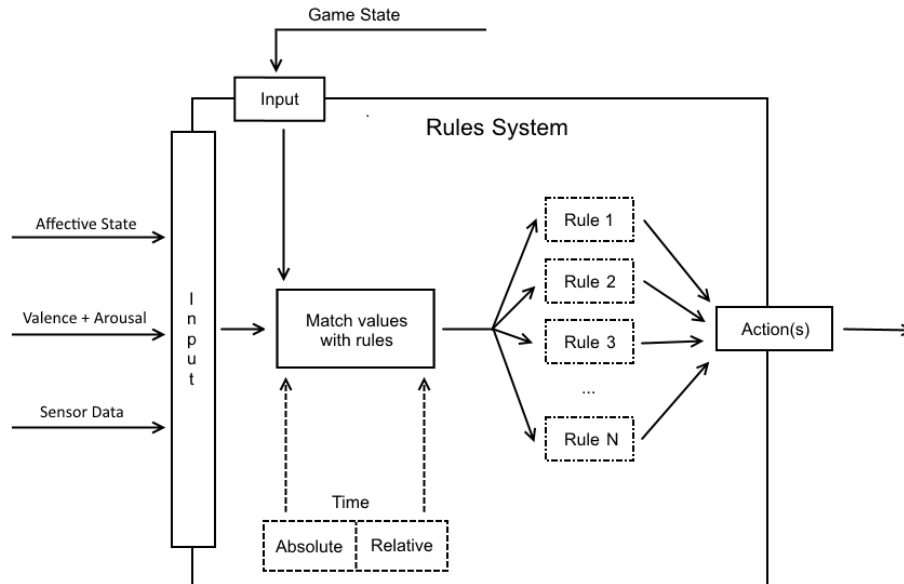 Game State
Input
Rules System
Affective State
Valence + Arousal
Sensor Data
Input
Match values
with rules
Rule 1
Rule 2
Rule 3
...
Rule N
Action(s)
Time
Absolute
Relative